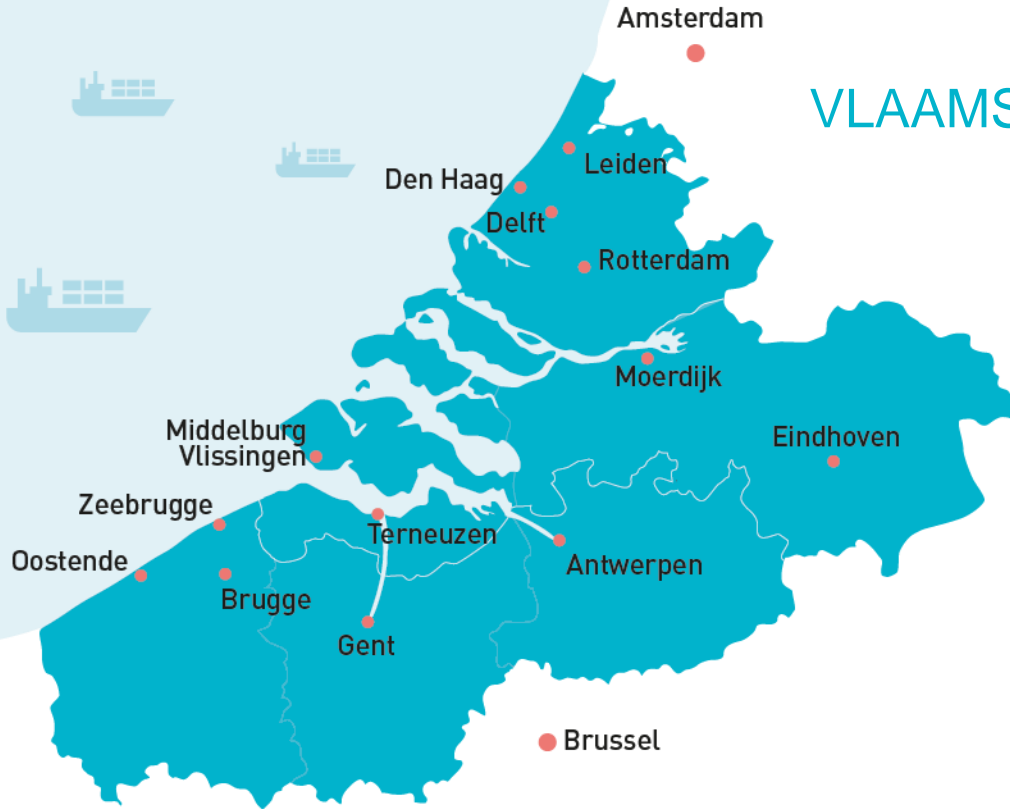 Amsterdam
VLAAMS
Leiden
Den Haag
Delft
Rotterdam
Moerdijk
Middelburg
Vlissingen
Eindhoven
Zeebrugge
Terneuzen
Oostende
Antwerpen
Brugge
Gent
Brussel